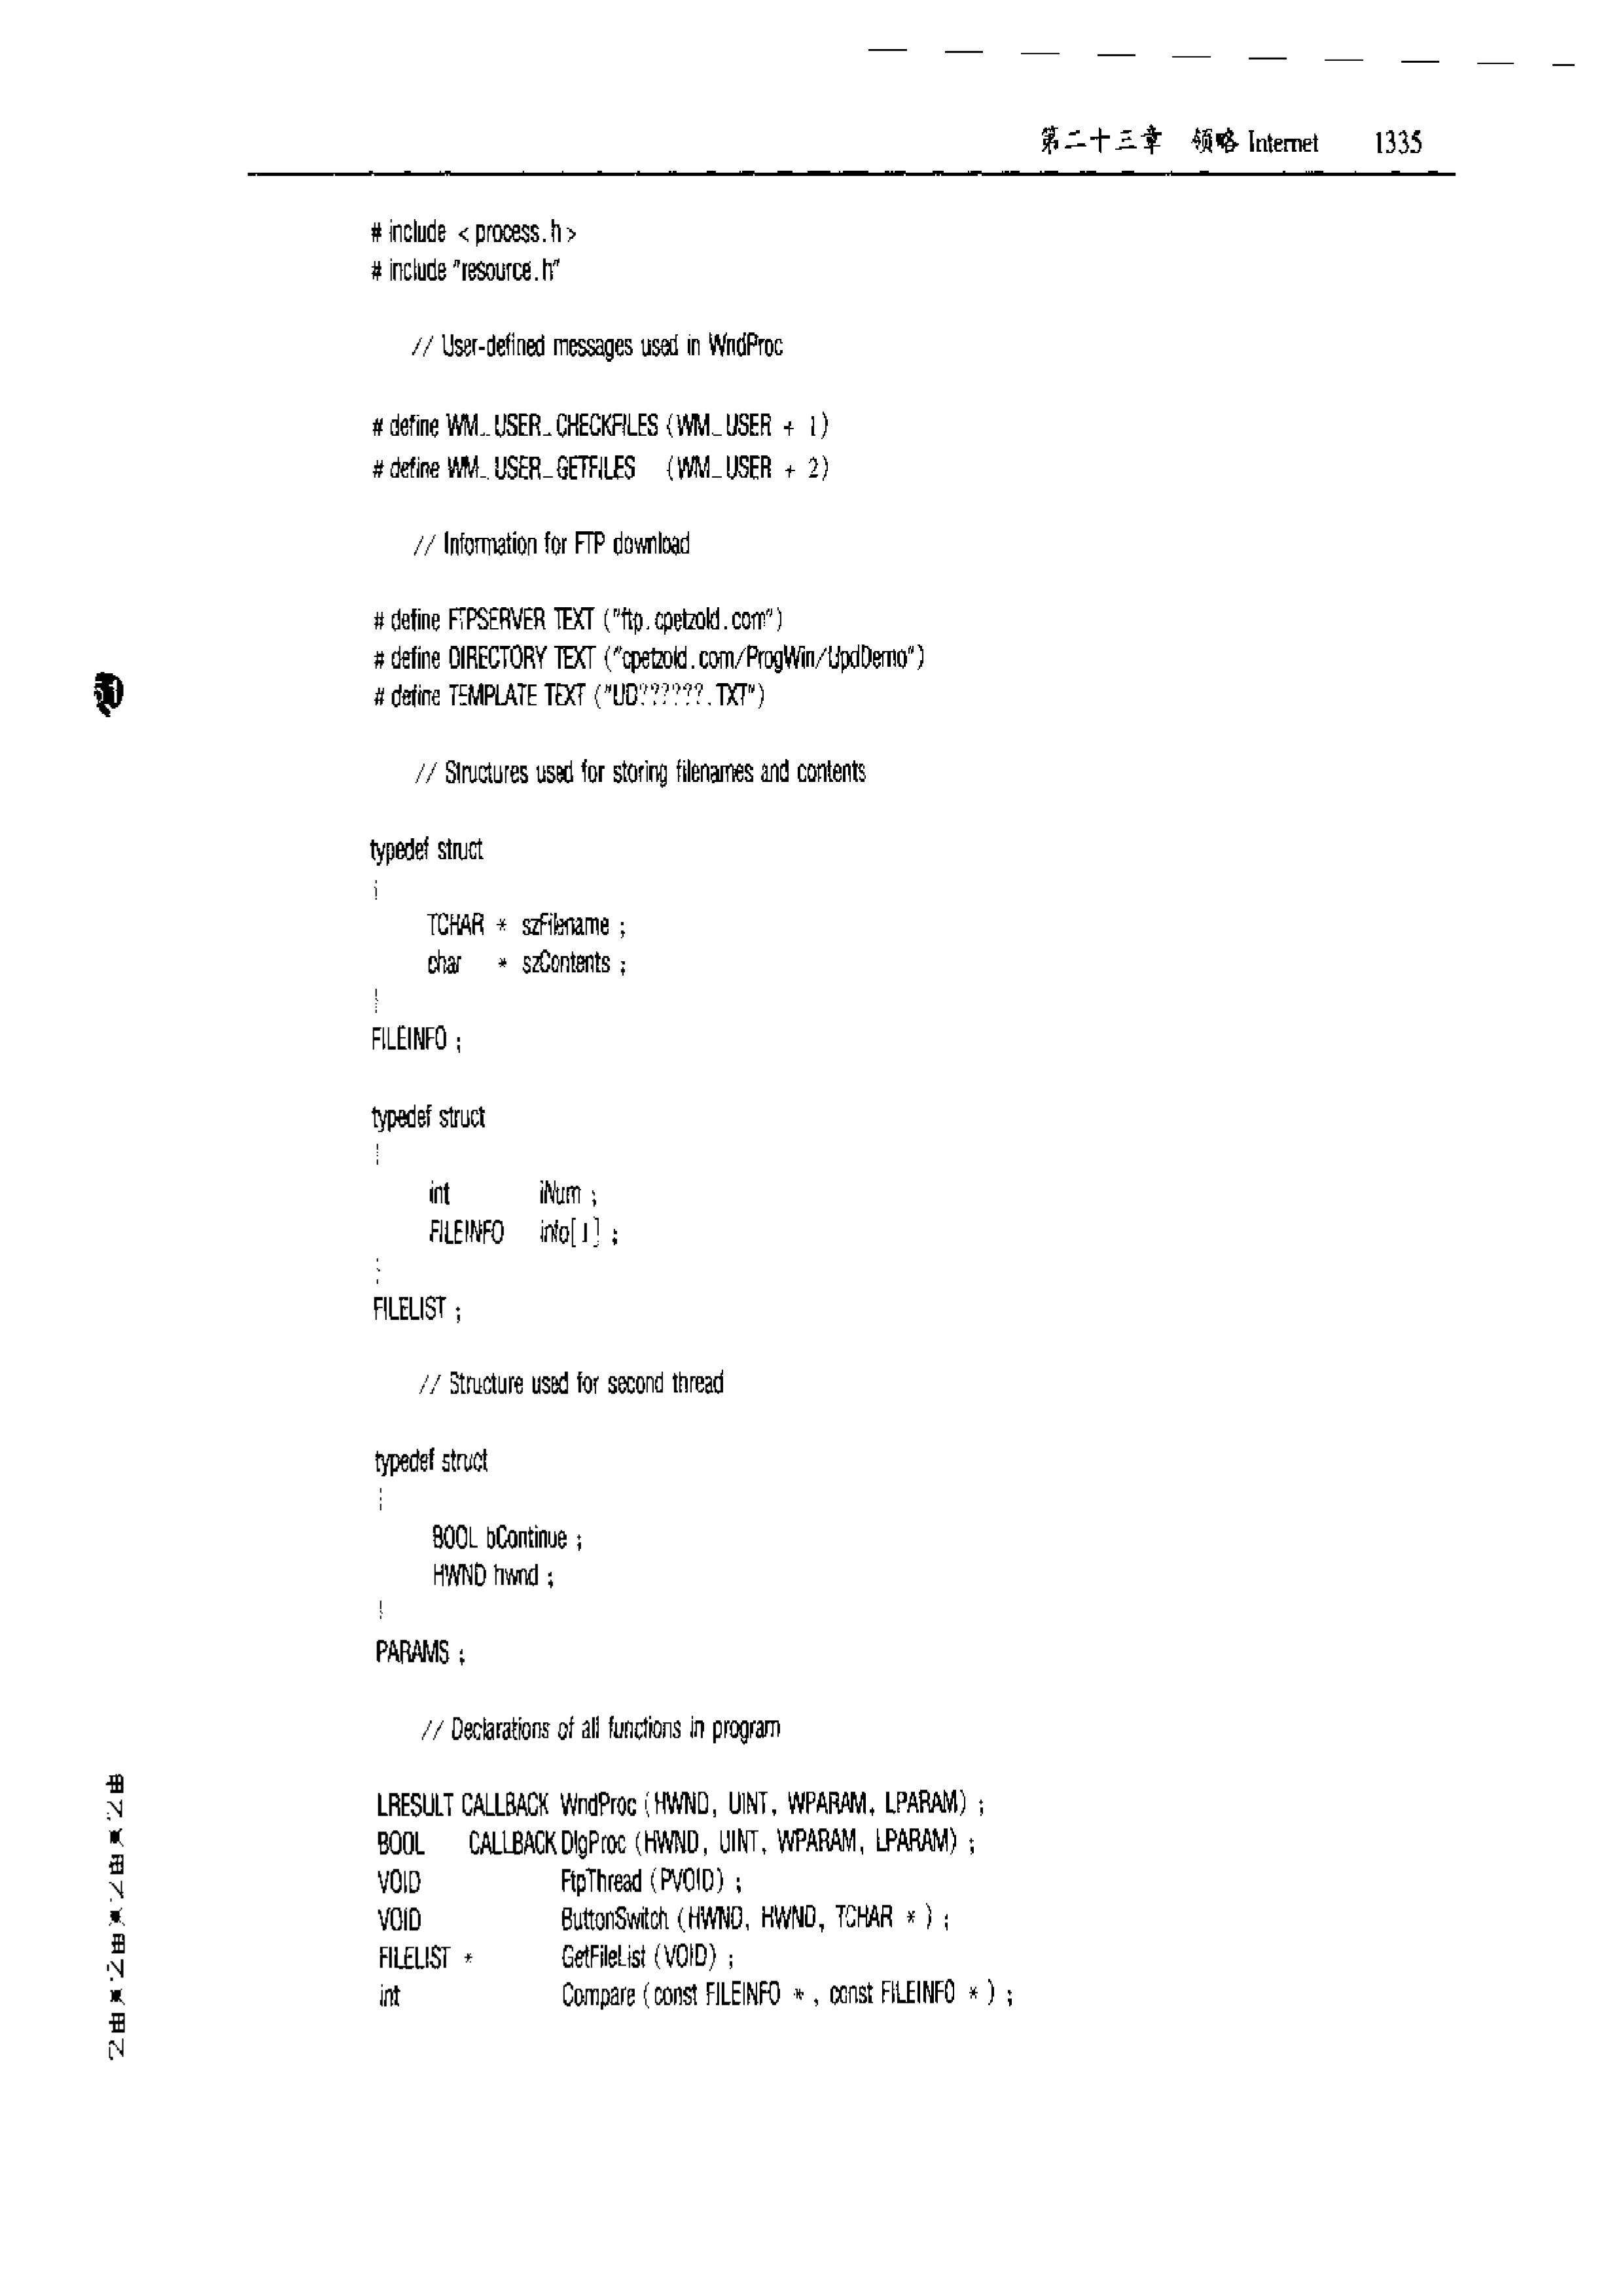 第二十三章 领略 Internet 1335
# include <process.h>
# include "resource.h"
// User-defined messages used in WndProc
# define WM_USER_CHECKFILES (WM_USER + 1)
# define WM_USER_GETFILES (WM_USER + 2)
// Information for FTP download
# define FTPSERVER TEXT ("ftp.cpetzold.com")
# define DIRECTORY TEXT ("cpetzold.com/ProgWin/UpdDemo")
# define TEMPLATE TEXT ("UD??????.TXT")
// Structures used for storing filenames and contents
typedef struct
{
TCHAR * szFilename ;
char * szContents ;
}
FILEINFO ;
typedef struct
{
int iNum ;
FILEINFO info[1] ;
}
FILELIST ;
// Structure used for second thread
typedef struct
{
BOOL bContinue ;
HWND hwnd ;
}
PARAMS ;
// Declarations of all functions in program
LRESULT CALLBACK WndProc (HWND, UINT, WPARAM, LPARAM) ;
BOOL CALLBACK DlgProc (HWND, UINT, WPARAM, LPARAM) ;
VOID FtpThread (PVOID) ;
VOID ButtonSwitch (HWND, HWND, TCHAR * ) ;
FILELIST * GetFileList (VOID) ;
int Compare (const FILEINFO * , const FILEINFO * ) ;